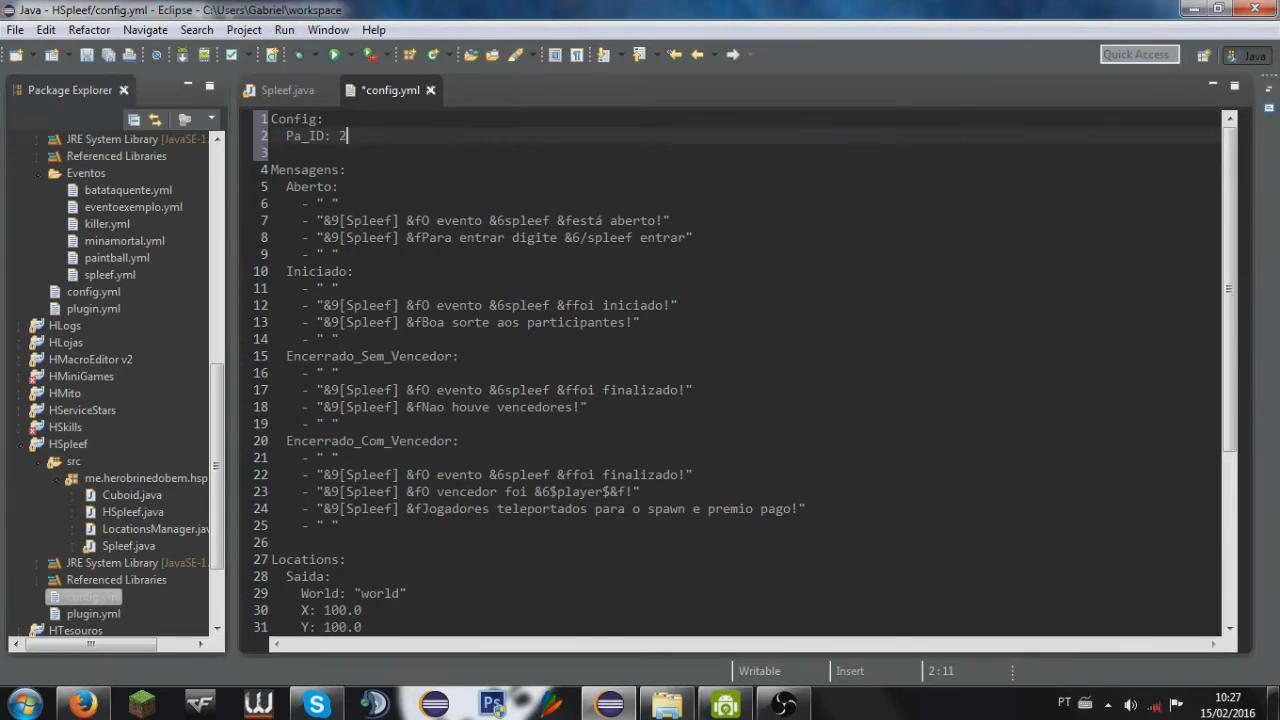 Java - HSpleef/config.yml - Eclipse - C:\Users\Gabriel\workspace
File Edit Refactor Navigate Search Project Run Window Help
Quick Access Java
Package Explorer
Spleef.java *config.yml
JRE System Library [JavaSE-1.
Referenced Libraries
Eventos
batataquente.yml
eventoexemplo.yml
killer.yml
minamortal.yml
paintball.yml
spleef.yml
config.yml
plugin.yml
HLogs
HLojas
HMacroEditor v2
HMiniGames
HMito
HServiceStars
HSkills
HSpleef
src
me.herobrinedobem.hsp
Cuboid.java
HSpleef.java
LocationsManager.jav
Spleef.java
JRE System Library [JavaSE-1.
Referenced Libraries
config.yml
plugin.yml
HTesouros
1 Config:
2 Pa_ID: 2
3
4 Mensagens:
5 Aberto:
6 - " "
7 - "&9[Spleef] &fO evento &6spleef &festá aberto!"
8 - "&9[Spleef] &fPara entrar digite &6/spleef entrar"
9 - " "
10 Iniciado:
11 - " "
12 - "&9[Spleef] &fO evento &6spleef &ffoi iniciado!"
13 - "&9[Spleef] &fBoa sorte aos participantes!"
14 - " "
15 Encerrado_Sem_Vencedor:
16 - " "
17 - "&9[Spleef] &fO evento &6spleef &ffoi finalizado!"
18 - "&9[Spleef] &fNao houve vencedores!"
19 - " "
20 Encerrado_Com_Vencedor:
21 - " "
22 - "&9[Spleef] &fO evento &6spleef &ffoi finalizado!"
23 - "&9[Spleef] &fO vencedor foi &6$player$&f!"
24 - "&9[Spleef] &fJogadores teleportados para o spawn e premio pago!"
25 - " "
26
27 Locations:
28 Saida:
29 World: "world"
30 X: 100.0
31 Y: 100.0
Writable Insert 2 : 11
PT 10:27
15/02/2016